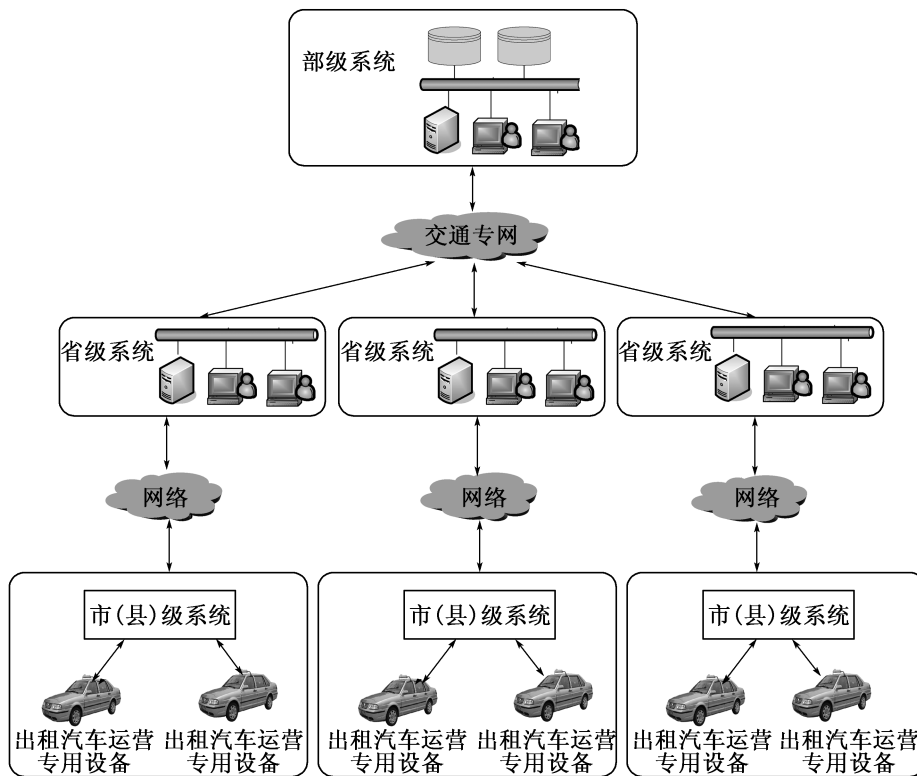 部级系统
交通专网
省级系统
省级系统
省级系统
网络
网络
网络
市(县)级系统
市(县)级系统
市(县)级系统
出租汽车运营
专用设备
出租汽车运营
专用设备
出租汽车运营
专用设备
出租汽车运营
专用设备
出租汽车运营
专用设备
出租汽车运营
专用设备